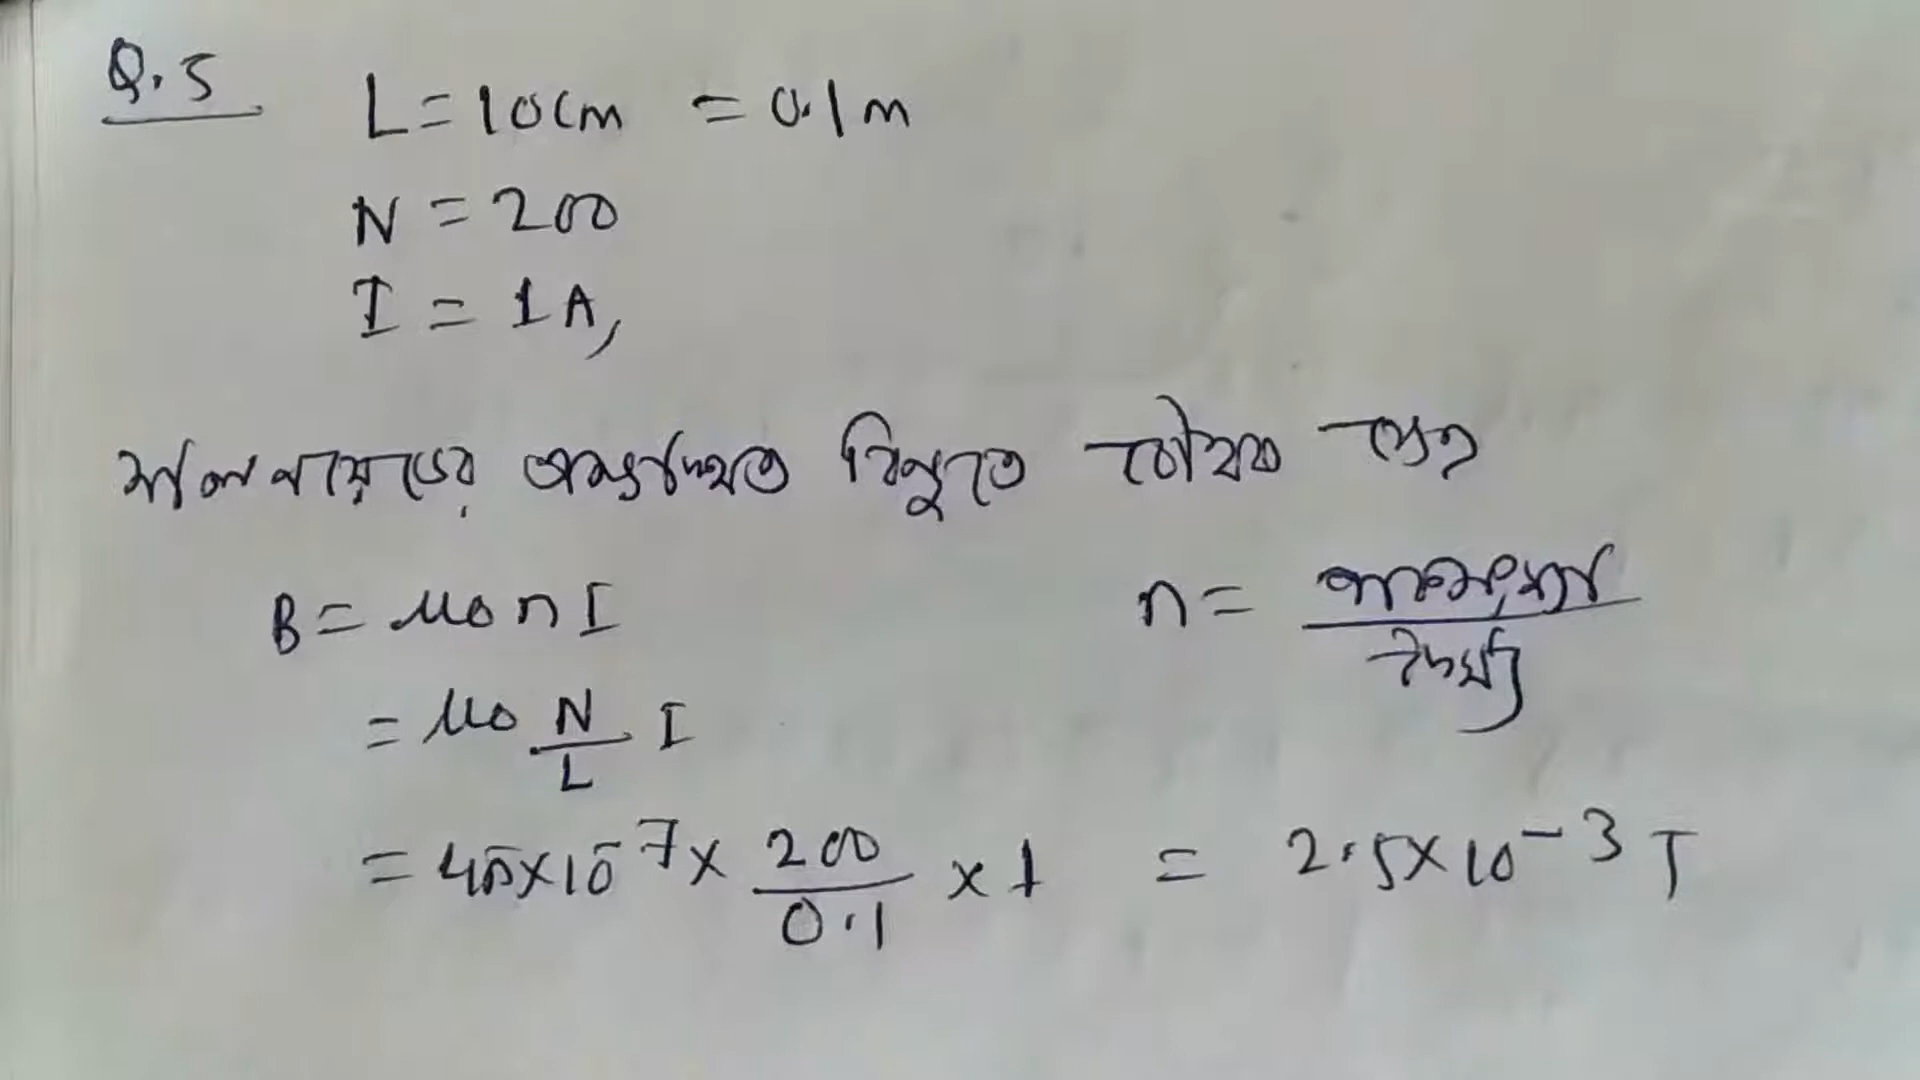 Q.5
L = 10cm = 0.1m
N = 200
I = 1A,
সলিনয়েডের অভ্যন্তরে বিন্দুতে চৌম্বক ক্ষেত্র
B = μ0 n I
n = পাকসংখ্যা / দৈর্ঘ্য
= μ0 N/L I
= 4π×10^-7 × 200/0.1 × 1 = 2.5×10^-3 T